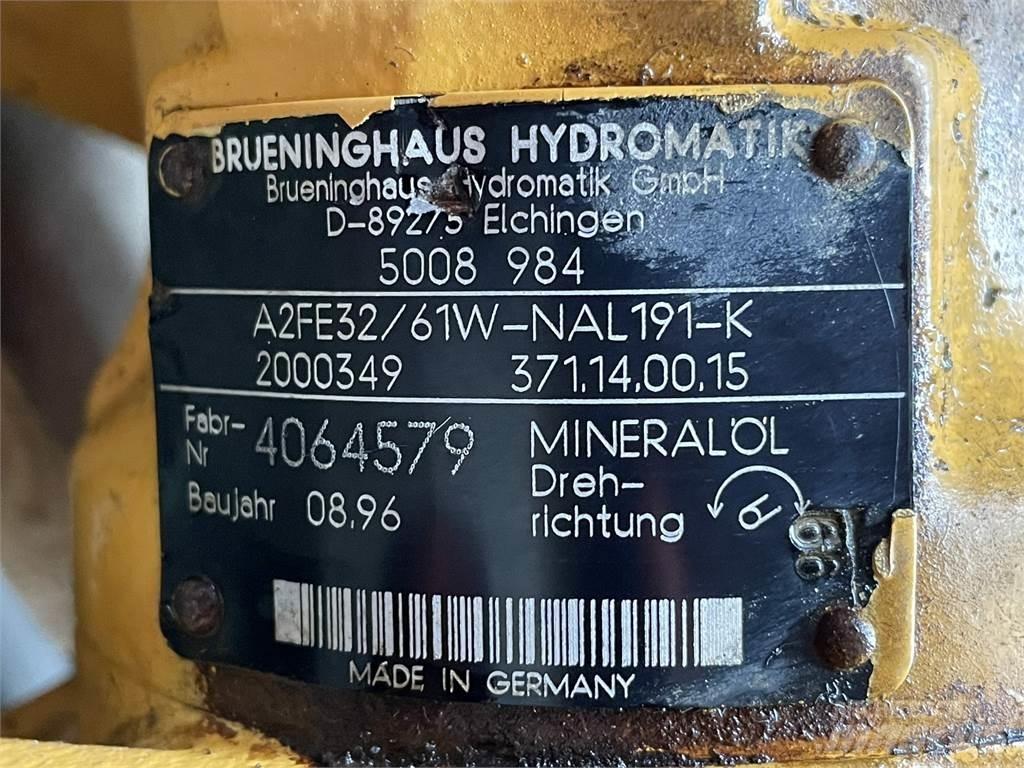 BRUENINGHAUS HYDROMATIK
Brueninghaus Hydromatik GmbH
D-89275 Elchingen
5008 984
A2FE32/61W-NAL191-K
2000349 371.14.00.15
Fabr- 4064579 MINERALÖL
Nr
Baujahr 08.96
Dreh-
richtung
66
MADE IN GERMANY